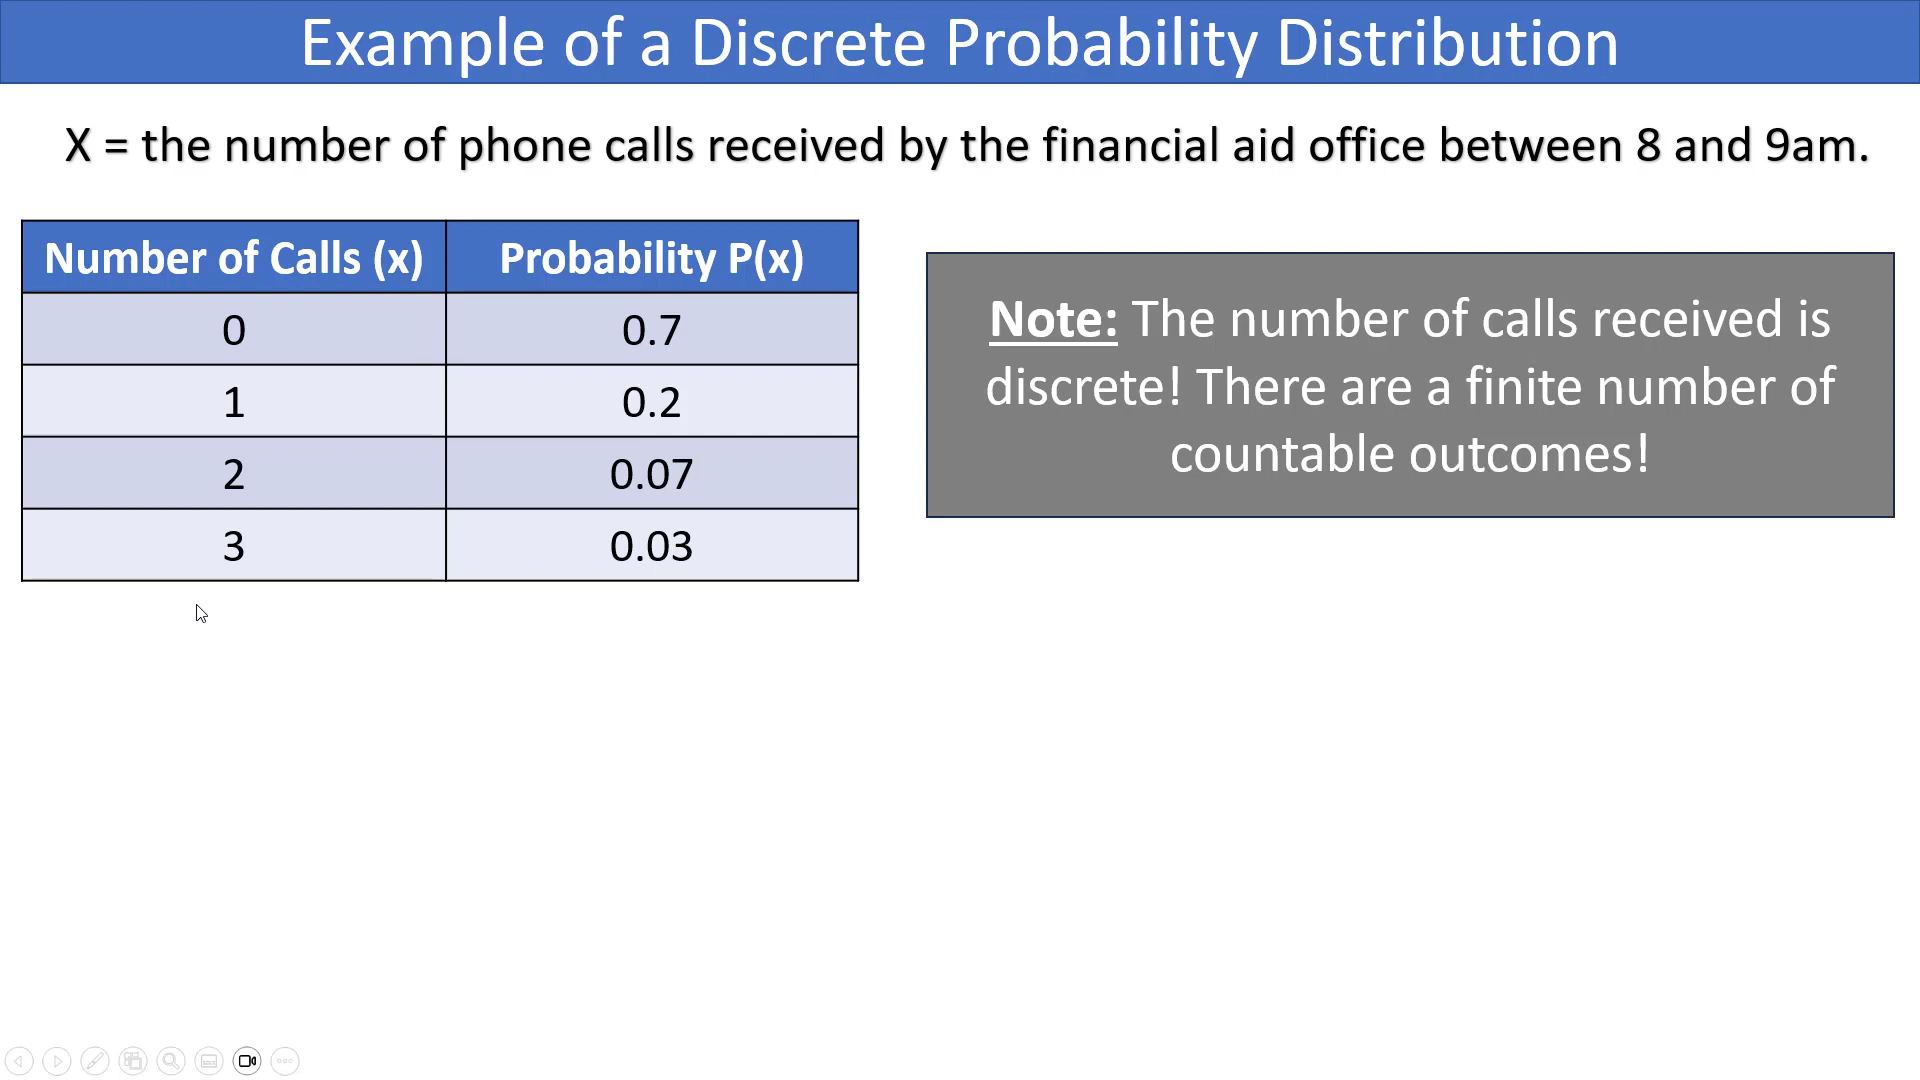 Example of a Discrete Probability Distribution
X = the number of phone calls received by the financial aid office between 8 and 9am.
Number of Calls (x) Probability P(x)
0 0.7
1 0.2
2 0.07
3 0.03
Note: The number of calls received is
discrete! There are a finite number of
countable outcomes!